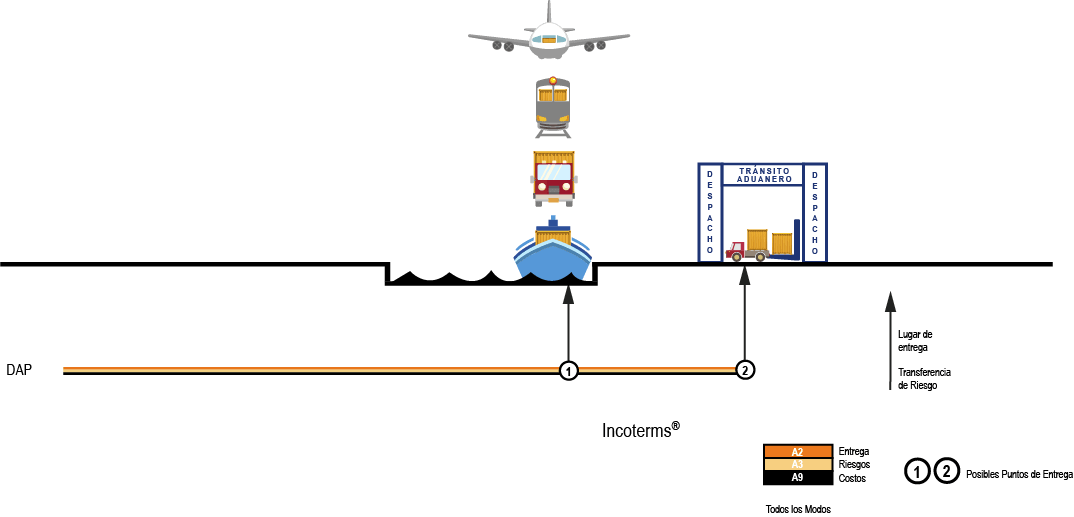 TRÁNSITO
ADUANERO
DESPACHO
DESPACHO
Lugar de
entrega
Transferencia
de Riesgo
DAP
1
2
Incoterms®
A2 Entrega
A3 Riesgos
A9 Costos
1 2 Posibles Puntos de Entrega
Todos los Modos